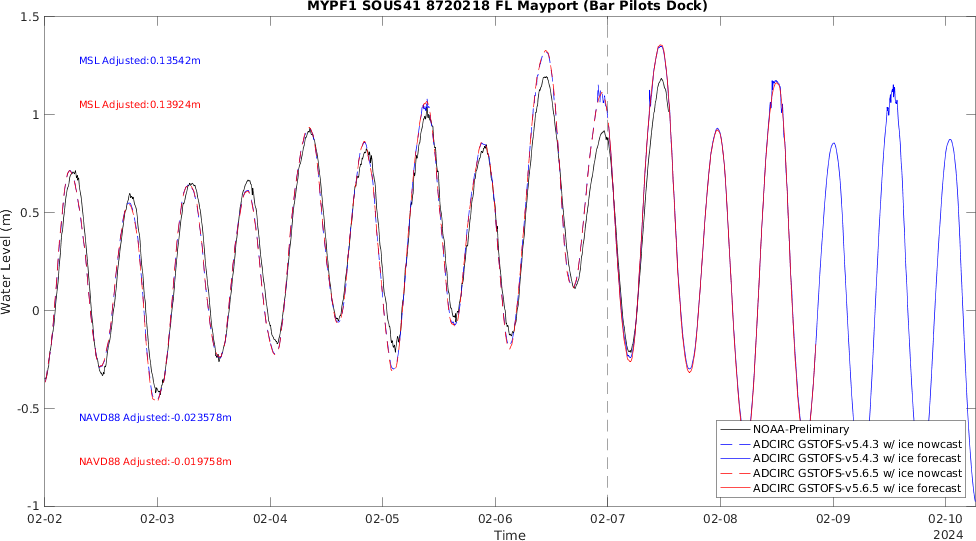 MYPF1 SOUS41 8720218 FL Mayport (Bar Pilots Dock)
1.5
1
0.5
0
-0.5
-1
Water Level (m)
MSL Adjusted:0.13542m
MSL Adjusted:0.13924m
NAVD88 Adjusted:-0.023578m
NAVD88 Adjusted:-0.019758m
NOAA-Preliminary
ADCIRC GSTOFS-v5.4.3 w/ ice nowcast
ADCIRC GSTOFS-v5.4.3 w/ ice forecast
ADCIRC GSTOFS-v5.6.5 w/ ice nowcast
ADCIRC GSTOFS-v5.6.5 w/ ice forecast
02-02 02-03 02-04 02-05 02-06 02-07 02-08 02-09 02-10
Time
2024